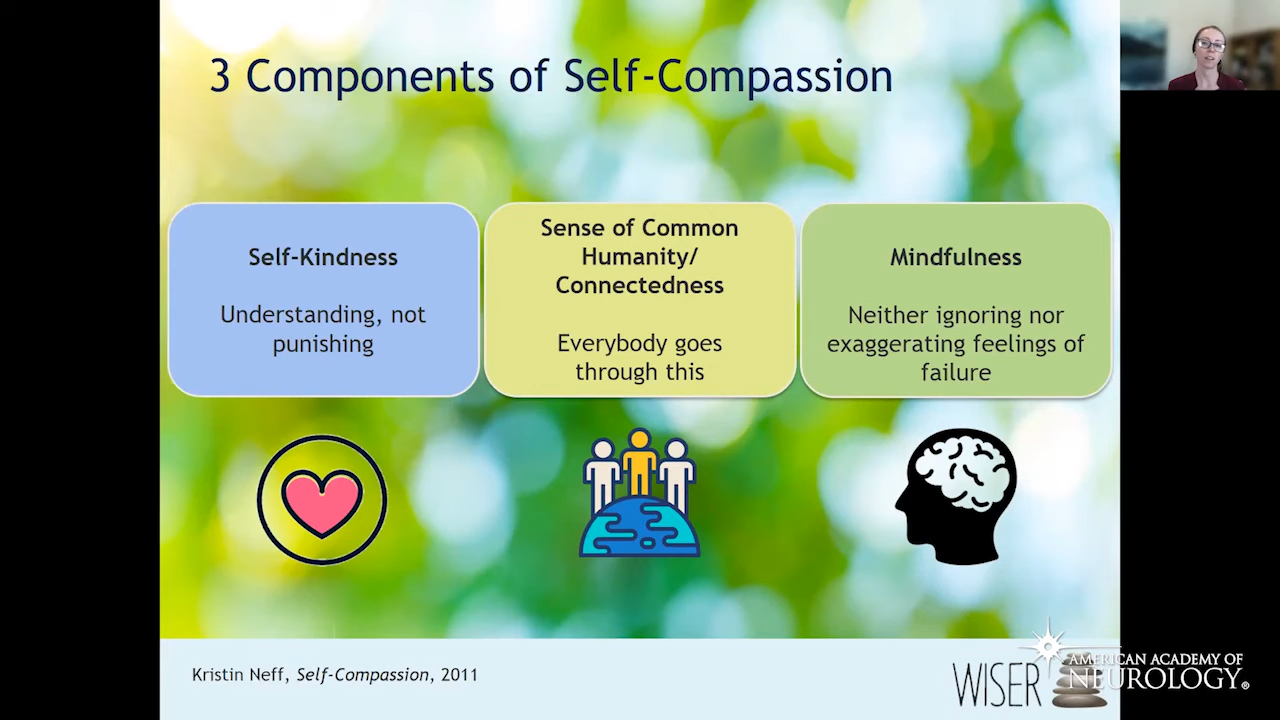 3 Components of Self-Compassion
Self-Kindness
Understanding, not
punishing
Sense of Common
Humanity/
Connectedness
Everybody goes
through this
Mindfulness
Neither ignoring nor
exaggerating feelings of
failure
Kristin Neff, Self-Compassion, 2011
WISER
AMERICAN ACADEMY OF
NEUROLOGY®